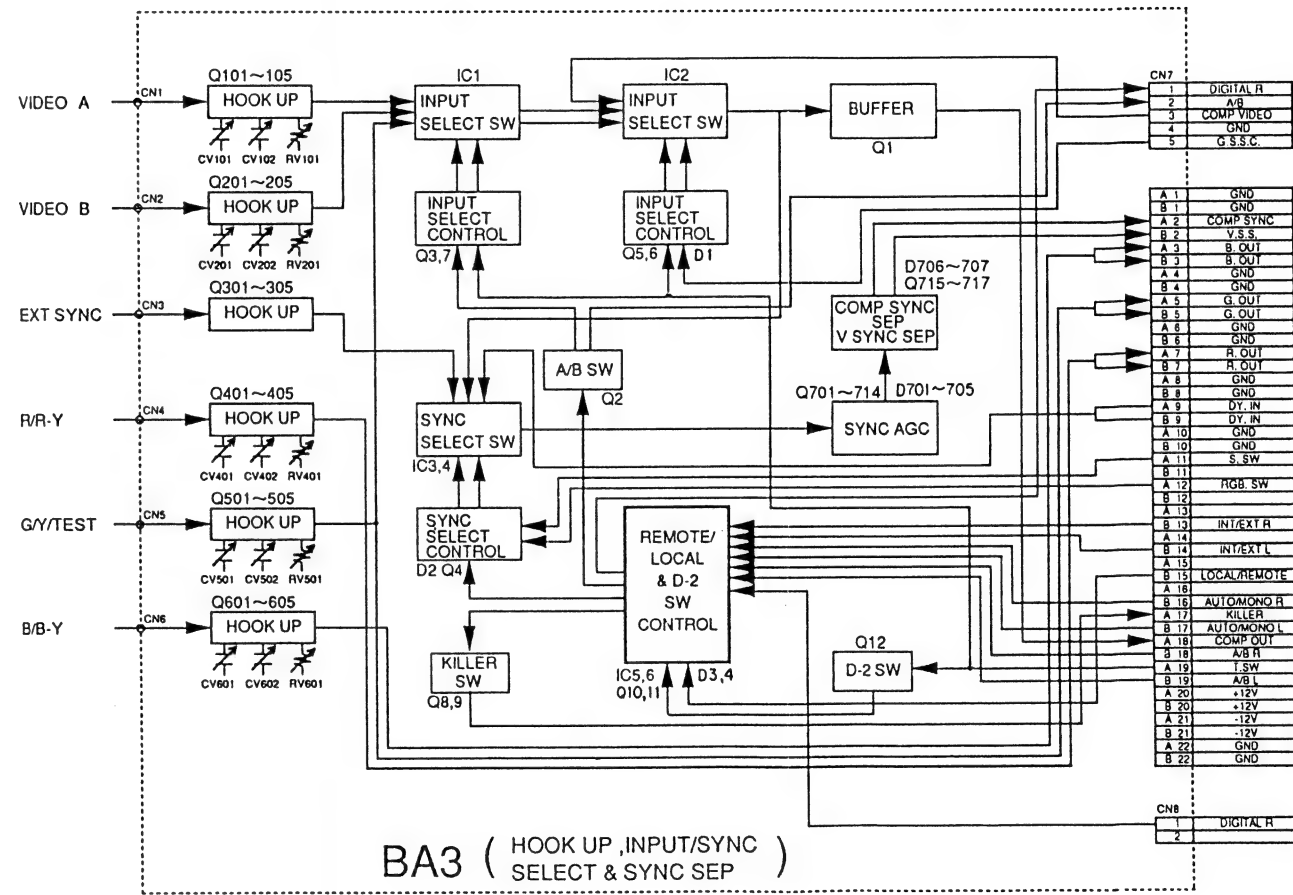 VIDEO A
CN1
Q101~105
HOOK UP
CV101 CV102 RV101
VIDEO B
CN2
Q201~205
HOOK UP
CV201 CV202 RV201
EXT SYNC
CN3
Q301~305
HOOK UP
R/R-Y
CN4
Q401~405
HOOK UP
CV401 CV402 RV401
G/Y/TEST
CN5
Q501~505
HOOK UP
CV501 CV502 RV501
B/B-Y
CN6
Q601~605
HOOK UP
CV601 CV602 RV601
IC1
INPUT
SELECT SW
INPUT
SELECT
CONTROL
Q3,7
IC2
INPUT
SELECT SW
INPUT
SELECT
CONTROL
Q5,6 D1
BUFFER
Q1
D706~707
Q715~717
COMP SYNC
SEP
V SYNC SEP
A/B SW
Q2
Q701~714 D701~705
SYNC AGC
SYNC
SELECT SW
IC3,4
SYNC
SELECT
CONTROL
D2 Q4
REMOTE/
LOCAL
& D-2
SW
CONTROL
IC5,6 D3,4
Q10,11
KILLER
SW
Q8,9
Q12
D-2 SW
CN7
1 DIGITAL R
2 A/B
3 COMP VIDEO
4 GND
5 G.S.S.C.
A 1 GND
B 1 GND
A 2 COMP SYNC
B 2 V.S.S.
A 3 B. OUT
B 3 B. OUT
A 4 GND
B 4 GND
A 5 G. OUT
B 5 G. OUT
A 6 GND
B 6 GND
A 7 R. OUT
B 7 R. OUT
A 8 GND
B 8 GND
A 9 DY. IN
B 9 DY. IN
A 10 GND
B 10 GND
A 11 S. SW
B 11
A 12 RGB. SW
B 12
A 13
B 13 INT/EXT R
A 14
B 14 INT/EXT L
A 15
B 15 LOCAL/REMOTE
A 16
B 16 AUTO/MONO R
A 17 KILLER
B 17 AUTO/MONO L
A 18 COMP OUT
B 18 A/B R
A 19 T.SW
B 19 A/B L
A 20 +12V
B 20 +12V
A 21 -12V
B 21 -12V
A 22 GND
B 22 GND
CN8
1 DIGITAL R
2
BA3 ( HOOK UP ,INPUT/SYNC
SELECT & SYNC SEP )